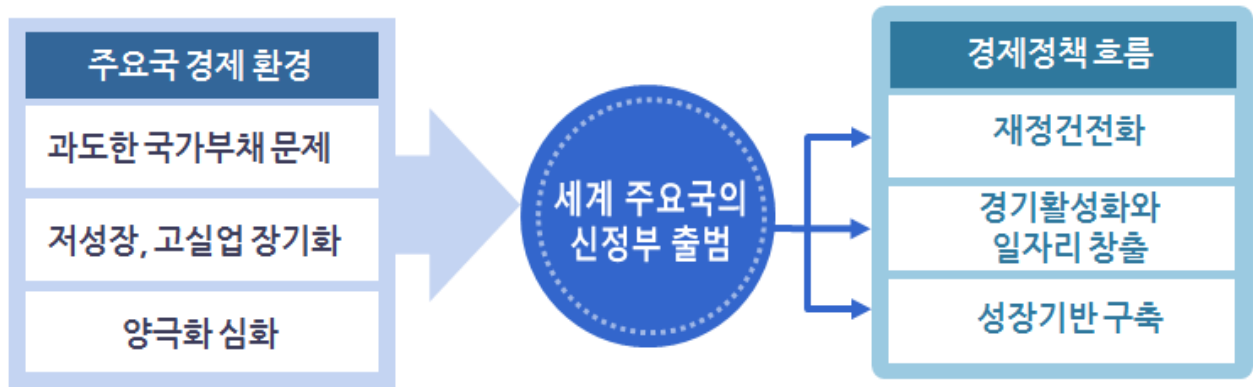 주요국 경제 환경
과도한 국가부채 문제
저성장, 고실업 장기화
양극화 심화
세계 주요국의
신정부 출범
경제정책 흐름
재정건전화
경기활성화와
일자리 창출
성장기반 구축